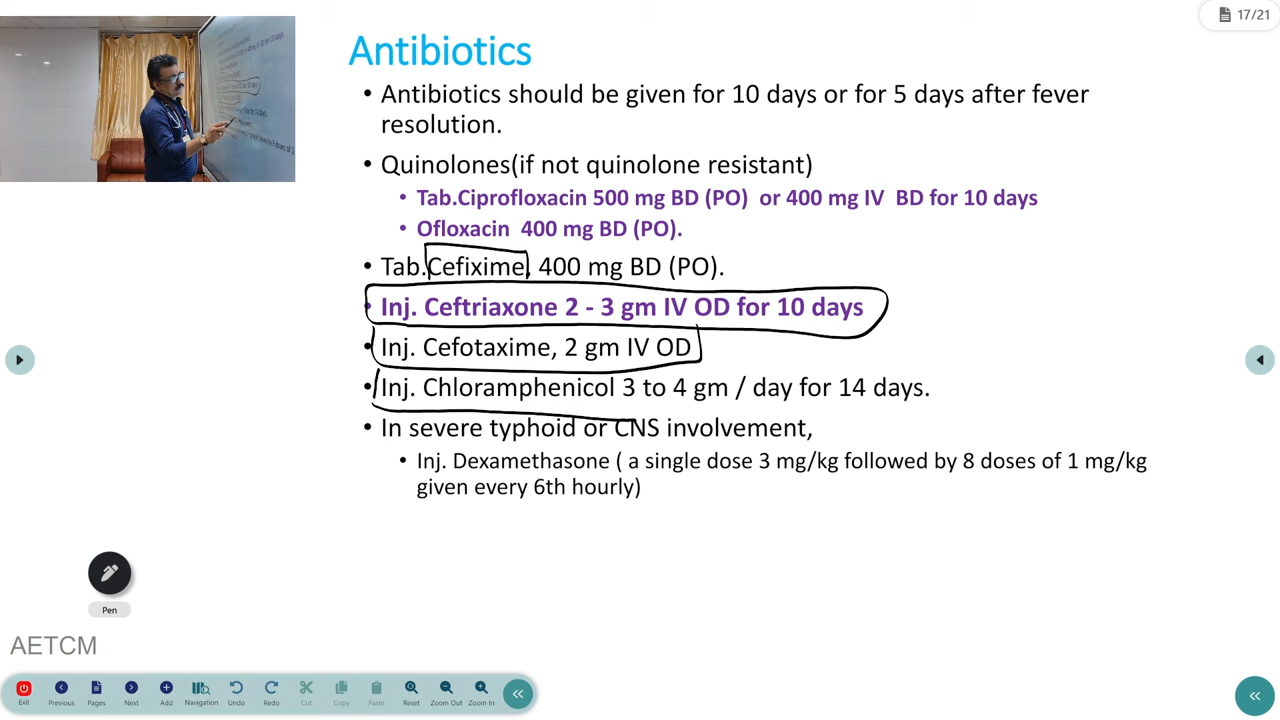 17/21
Antibiotics
• Antibiotics should be given for 10 days or for 5 days after fever
resolution.
• Quinolones(if not quinolone resistant)
• Tab.Ciprofloxacin 500 mg BD (PO) or 400 mg IV BD for 10 days
• Ofloxacin 400 mg BD (PO).
• Tab.Cefixime, 400 mg BD (PO).
• Inj. Ceftriaxone 2 - 3 gm IV OD for 10 days
• Inj. Cefotaxime, 2 gm IV OD
• Inj. Chloramphenicol 3 to 4 gm / day for 14 days.
• In severe typhoid or CNS involvement,
• Inj. Dexamethasone ( a single dose 3 mg/kg followed by 8 doses of 1 mg/kg
given every 6th hourly)
Pen
AETCM
Exit Previous Pages Next Add Navigation Undo Redo Cut Copy Paste Reset Zoom Out Zoom In